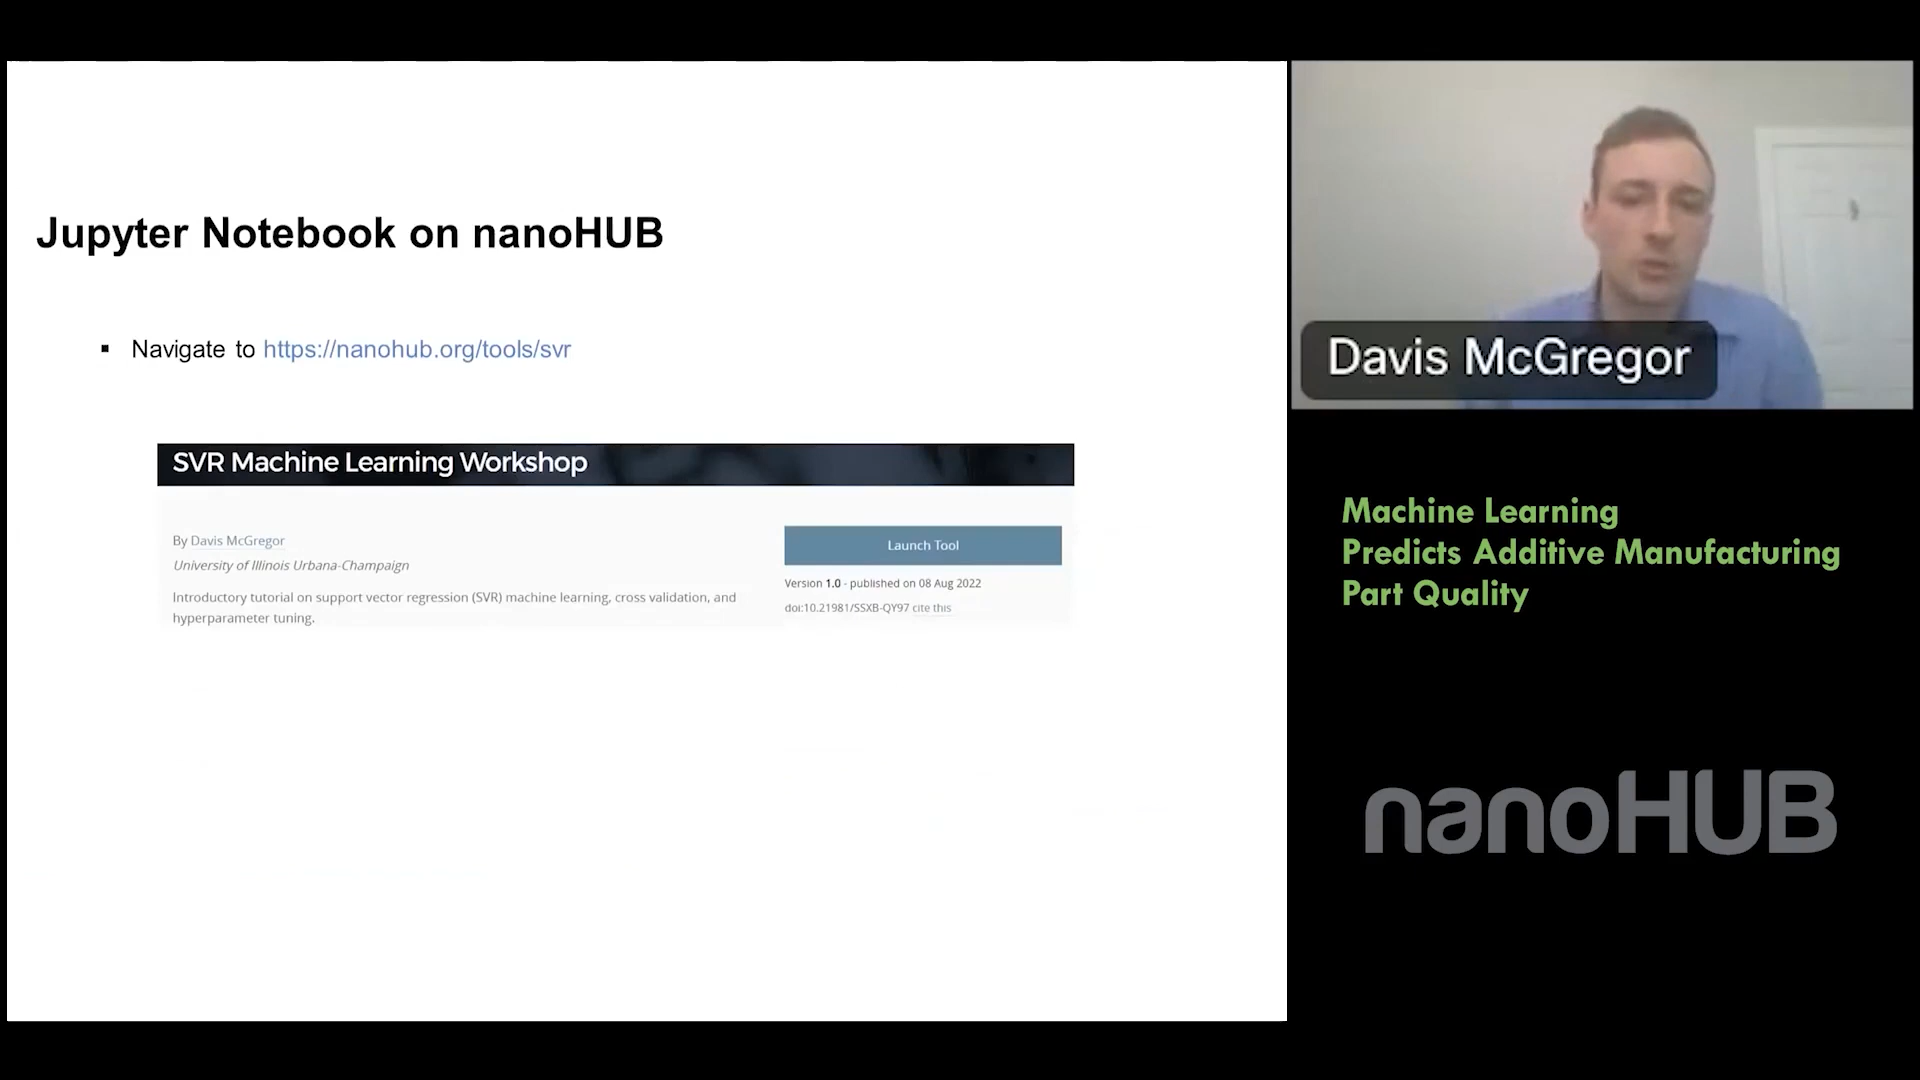 Jupyter Notebook on nanoHUB
▪ Navigate to https://nanohub.org/tools/svr
SVR Machine Learning Workshop
By Davis McGregor
University of Illinois Urbana-Champaign
Introductory tutorial on support vector regression (SVR) machine learning, cross validation, and
hyperparameter tuning.
Launch Tool
Version 1.0 - published on 08 Aug 2022
doi:10.21981/SSXB-QY97 cite this
Davis McGregor
Machine Learning
Predicts Additive Manufacturing
Part Quality
nanoHUB